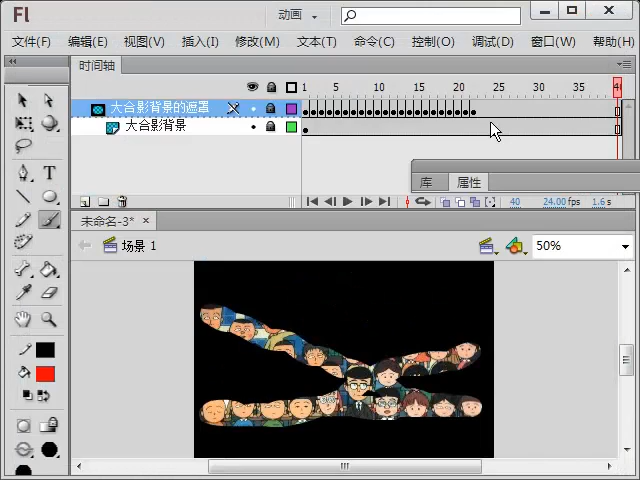 Fl
动画
文件(F) 编辑(E) 视图(V) 插入(I) 修改(M) 文本(T) 命令(C) 控制(O) 调试(D) 窗口(W) 帮助(H)
时间轴
1 5 10 15 20 25 30 35 40
大合影背景的遮罩
大合影背景
库 属性
40 24.00 fps 1.6 s
未命名-3* ×
场景 1
50%